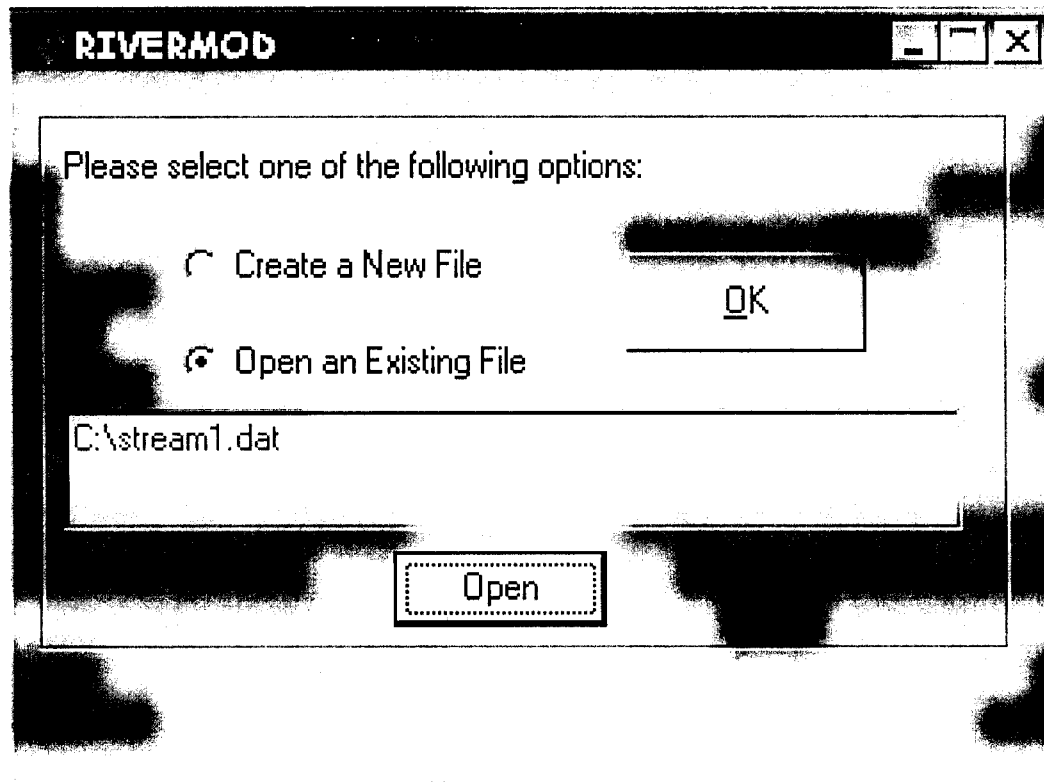 RIVERMOD
Please select one of the following options:
Create a New File
OK
Open an Existing File
C:\stream1.dat
Open